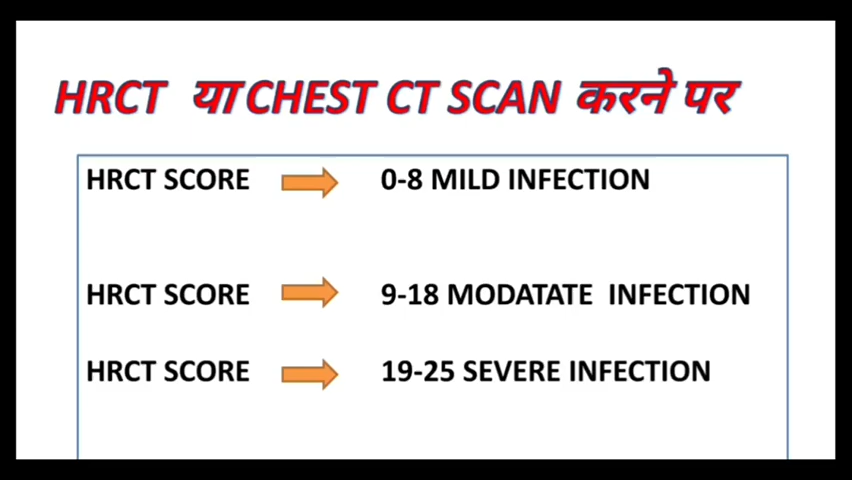 HRCT या CHEST CT SCAN करने पर
HRCT SCORE 0-8 MILD INFECTION
HRCT SCORE 9-18 MODATATE INFECTION
HRCT SCORE 19-25 SEVERE INFECTION